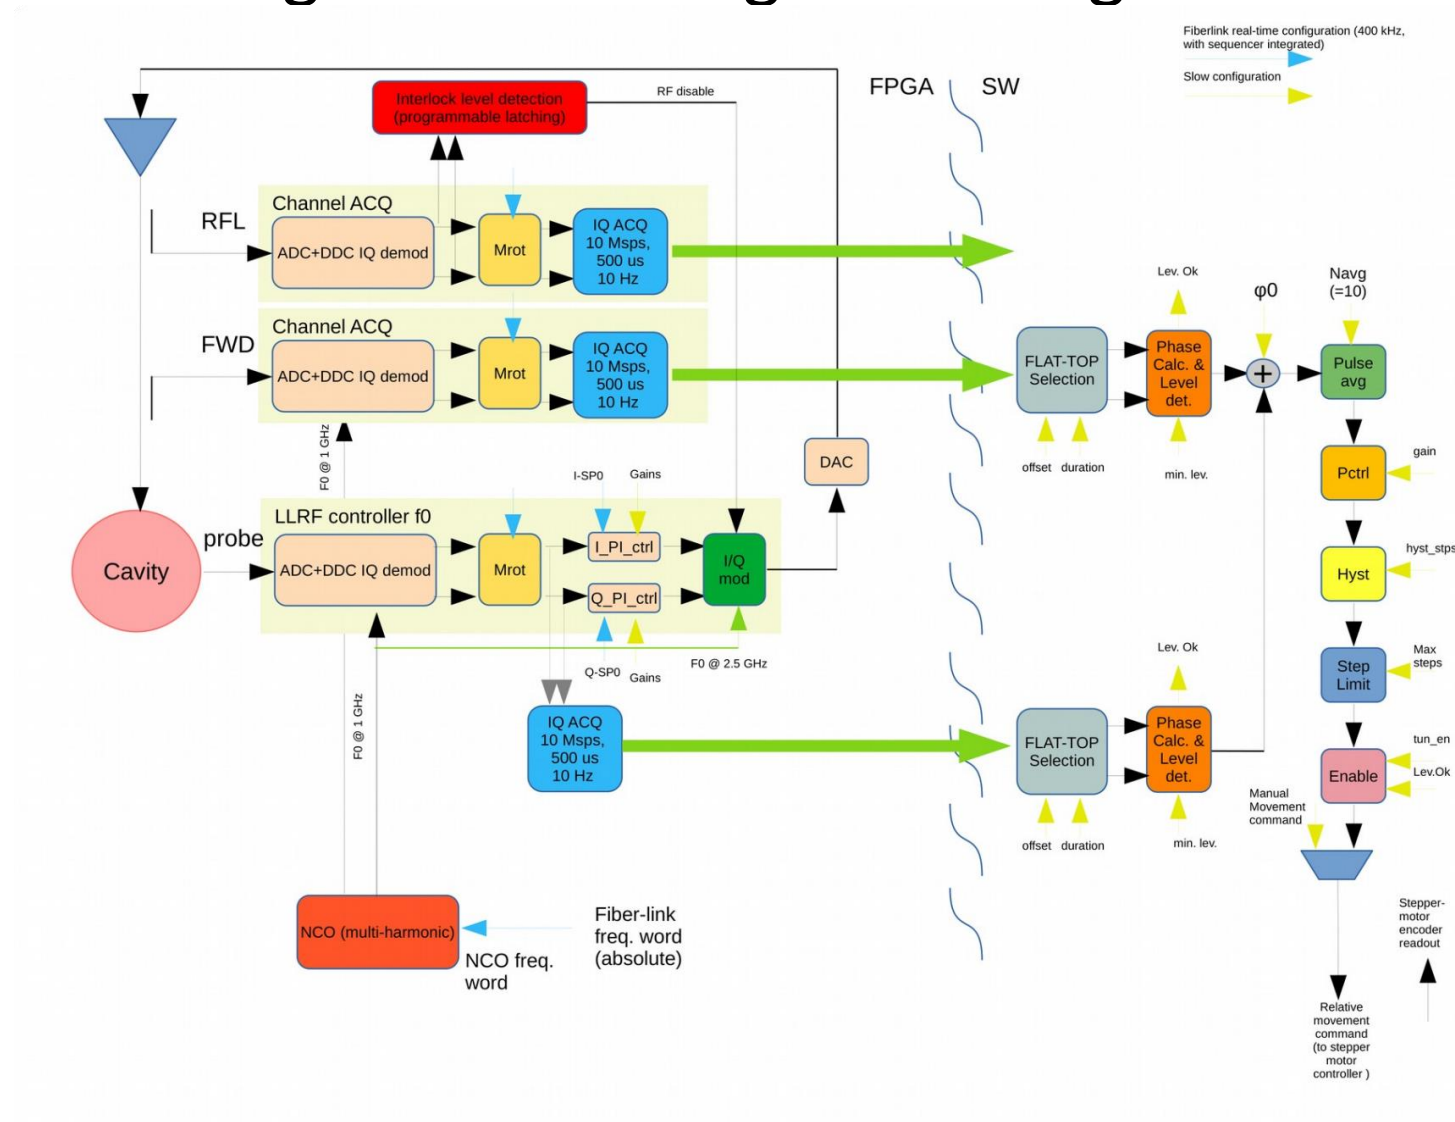 Fiberlink real-time configuration (400 kHz,
with sequencer integrated)
Slow configuration
FPGA
SW
Interlock level detection
(programmable latching)
RF disable
RFL
Channel ACQ
ADC+DDC IQ demod
Mrot
IQ ACQ
10 Msps,
500 us
10 Hz
FWD
Channel ACQ
ADC+DDC IQ demod
Mrot
IQ ACQ
10 Msps,
500 us
10 Hz
F0 @ 1 GHz
DAC
Cavity
probe
LLRF controller f0
ADC+DDC IQ demod
Mrot
I-SP0
Gains
I_PI_ctrl
Q_PI_ctrl
I/Q
mod
Q-SP0
Gains
F0 @ 2.5 GHz
F0 @ 1 GHz
IQ ACQ
10 Msps,
500 us
10 Hz
NCO (multi-harmonic)
NCO freq.
word
Fiber-link
freq. word
(absolute)
FLAT-TOP
Selection
offset
duration
Lev. Ok
Phase
Calc. &
Level
det.
min. lev.
φ0
+
Navg
(=10)
Pulse
avg
Pctrl
gain
Hyst
hyst_stps
Step
Limit
Max
steps
Enable
tun_en
Lev.Ok
FLAT-TOP
Selection
offset
duration
Lev. Ok
Phase
Calc. &
Level
det.
min. lev.
Manual
Movement
command
Stepper-
motor
encoder
readout
Relative
movement
command
(to stepper
motor
controller )